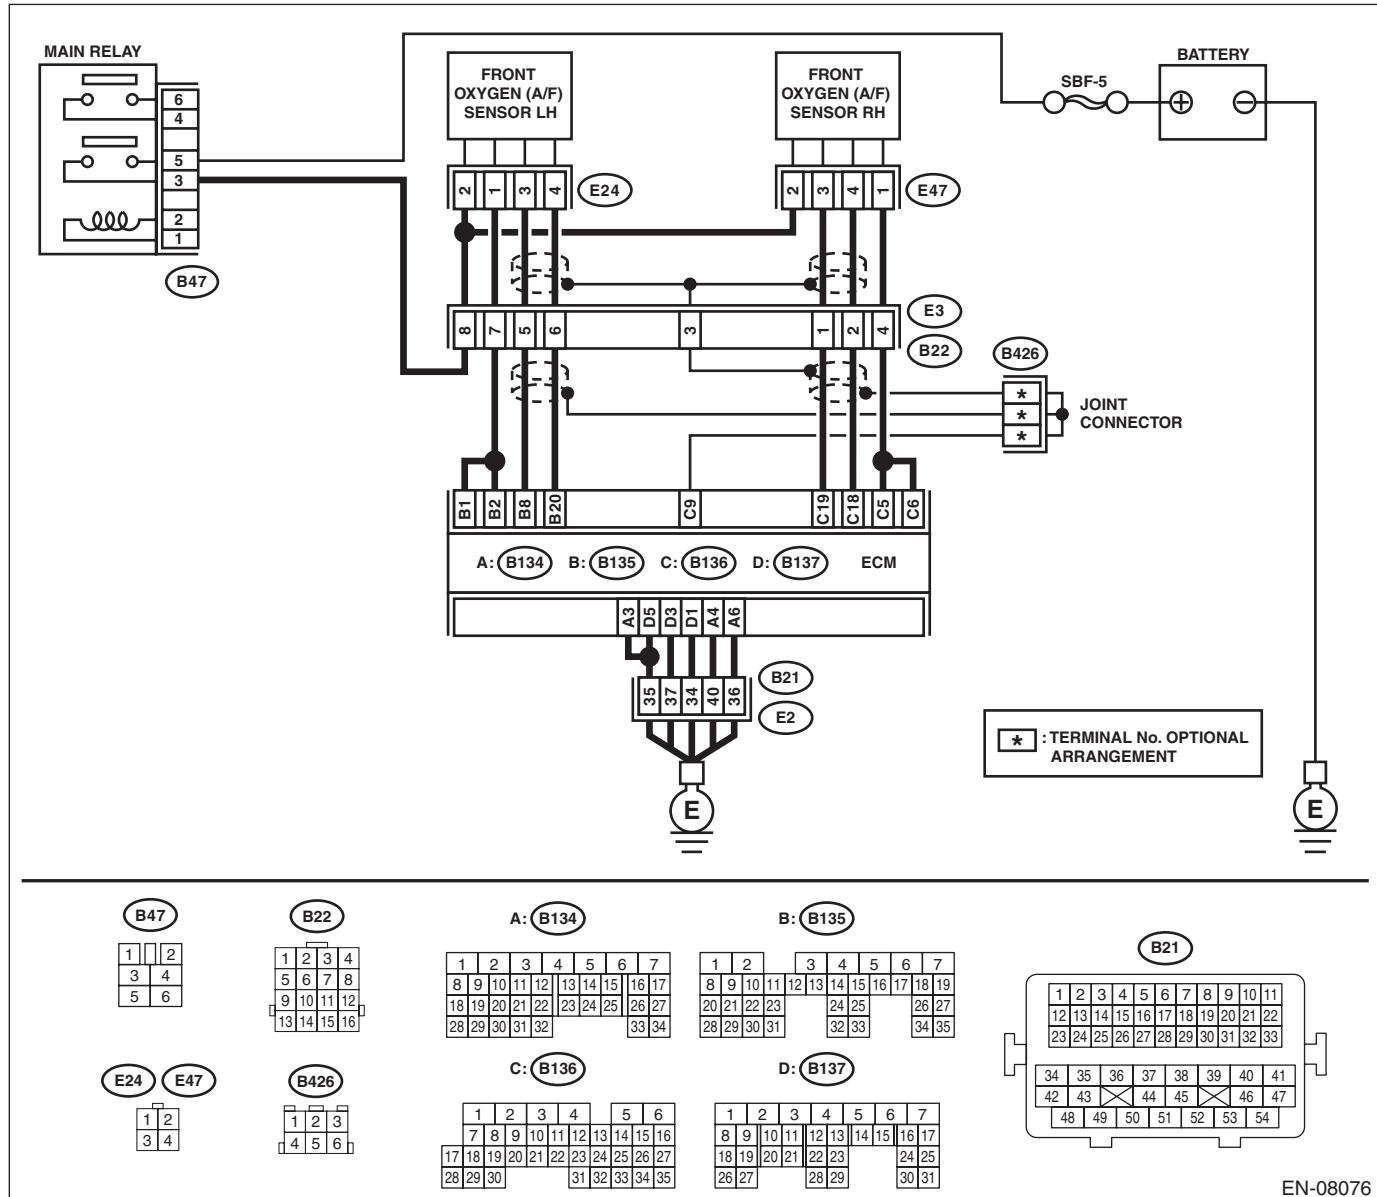 MAIN RELAY
6
4
5
3
2
1
B47
FRONT
OXYGEN (A/F)
SENSOR LH
FRONT
OXYGEN (A/F)
SENSOR RH
SBF-5
BATTERY
2 1 3 4
E24
2 3 4 1
E47
8 7 5 6 3 1 2 4
E3
B22
B426
*
*
*
JOINT
CONNECTOR
B1 B2 B8 B20 C9 C19 C18 C5 C6
A: B134 B: B135 C: B136 D: B137 ECM
A3 D5 D3 D1 A4 A6
35 37 34 40 36
B21
E2
E
* : TERMINAL No. OPTIONAL
ARRANGEMENT
E
B47
1 2
3 4
5 6
B22
1 2 3 4
5 6 7 8
9 10 11 12
13 14 15 16
A: B134
1 2 3 4 5 6 7
8 9 10 11 12 13 14 15 16 17
18 19 20 21 22 23 24 25 26 27
28 29 30 31 32 33 34
B: B135
1 2 3 4 5 6 7
8 9 10 11 12 13 14 15 16 17 18 19
20 21 22 23 24 25 26 27
28 29 30 31 32 33 34 35
B21
1 2 3 4 5 6 7 8 9 10 11
12 13 14 15 16 17 18 19 20 21 22
23 24 25 26 27 28 29 30 31 32 33
34 35 36 37 38 39 40 41
42 43 44 45 46 47
48 49 50 51 52 53 54
E24 E47
1 2
3 4
B426
1 2 3
4 5 6
C: B136
1 2 3 4 5 6
7 8 9 10 11 12 13 14 15 16
17 18 19 20 21 22 23 24 25 26 27
28 29 30 31 32 33 34 35
D: B137
1 2 3 4 5 6 7
8 9 10 11 12 13 14 15 16 17
18 19 20 21 22 23 24 25
26 27 28 29 30 31
EN-08076